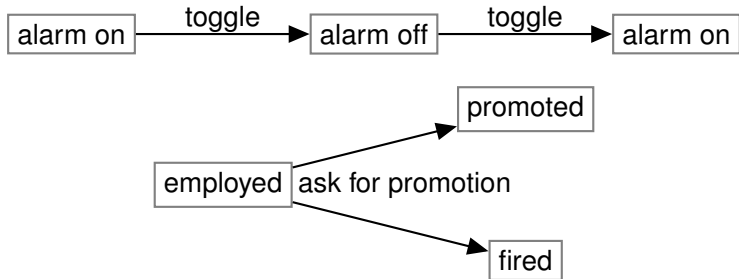 toggle toggle
alarm on alarm off alarm on
promoted
employed ask for promotion
fired